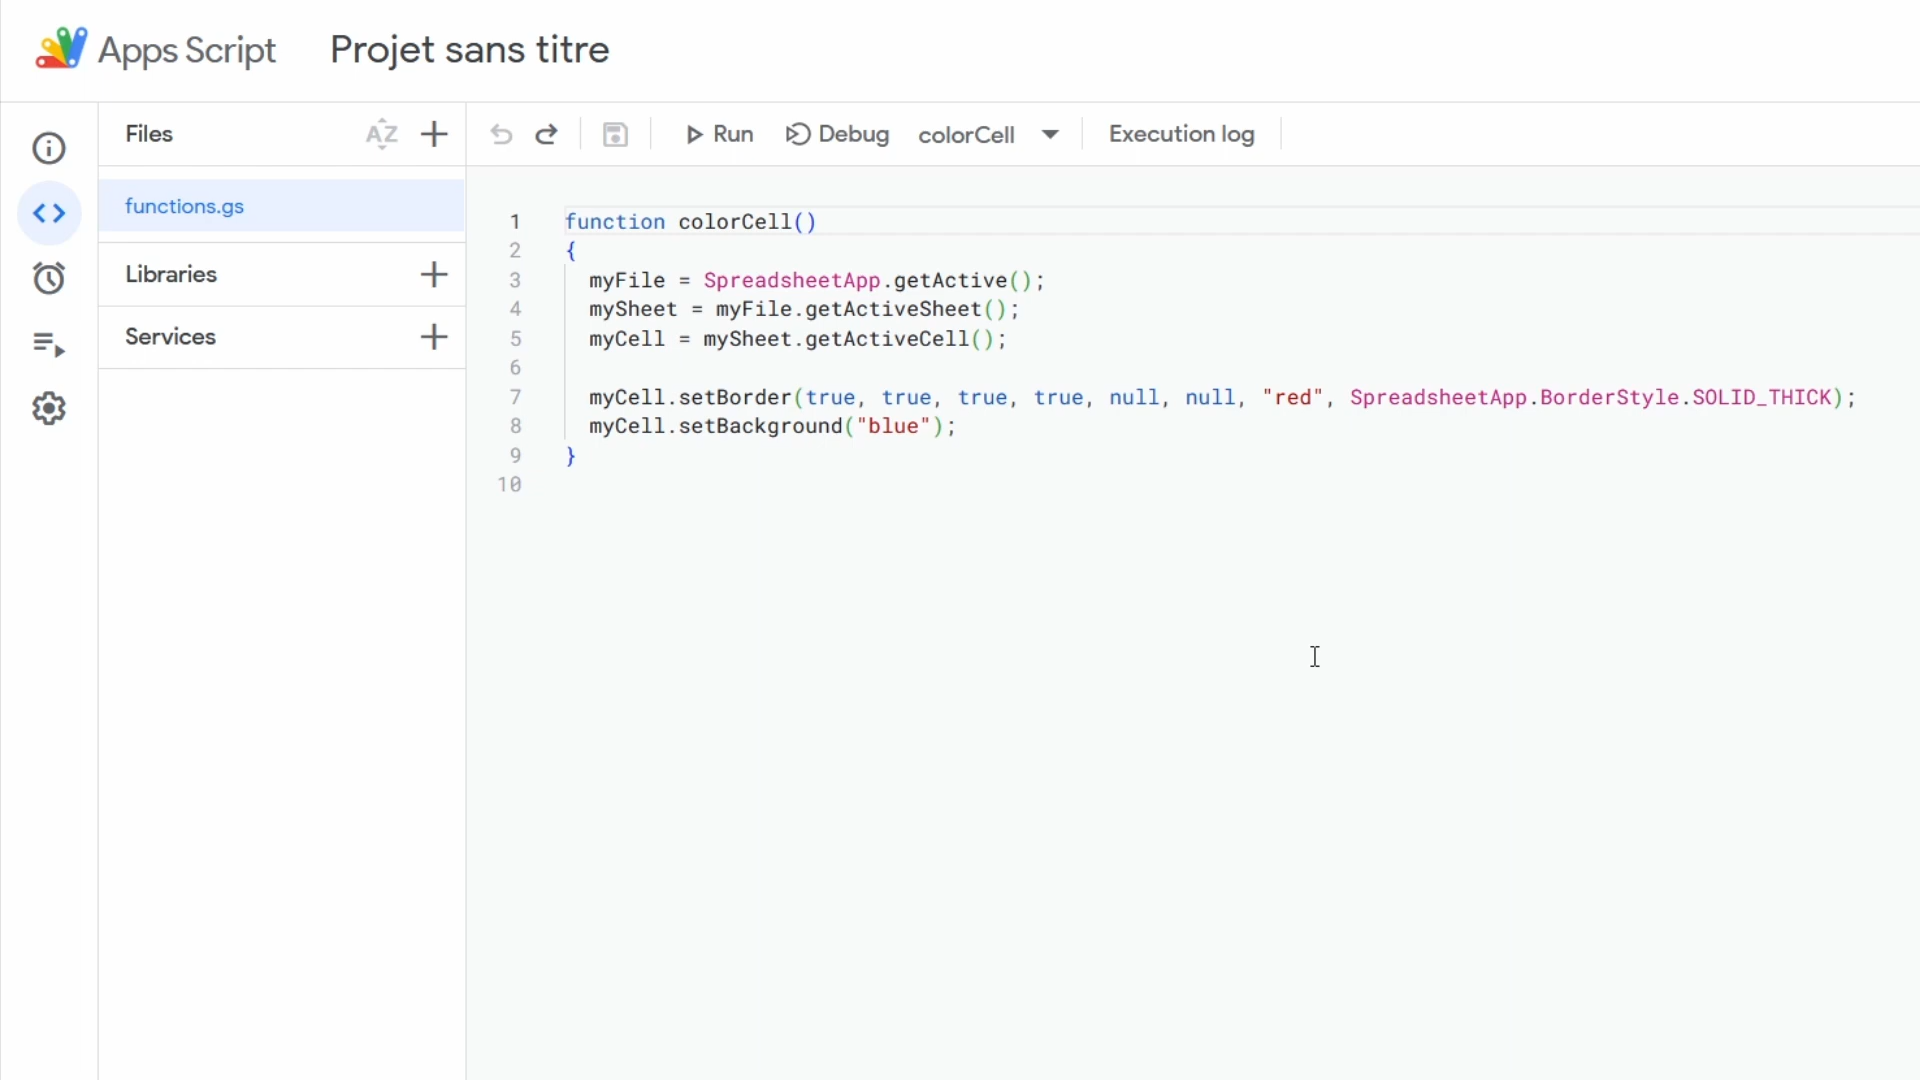 Apps Script Projet sans titre
Files AZ
Run Debug colorCell Execution log
functions.gs
Libraries
Services
1 function colorCell()
2 {
3 myFile = SpreadsheetApp.getActive();
4 mySheet = myFile.getActiveSheet();
5 myCell = mySheet.getActiveCell();
6
7 myCell.setBorder(true, true, true, true, null, null, "red", SpreadsheetApp.BorderStyle.SOLID_THICK);
8 myCell.setBackground("blue");
9 }
10